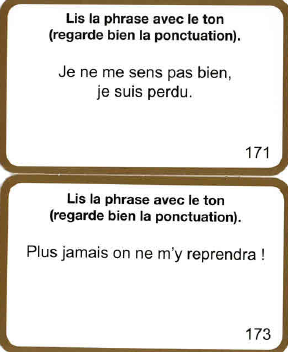 Lis la phrase avec le ton
(regarde bien la ponctuation).
Je ne me sens pas bien,
je suis perdu.
171
Lis la phrase avec le ton
(regarde bien la ponctuation).
Plus jamais on ne m'y reprendra !
173